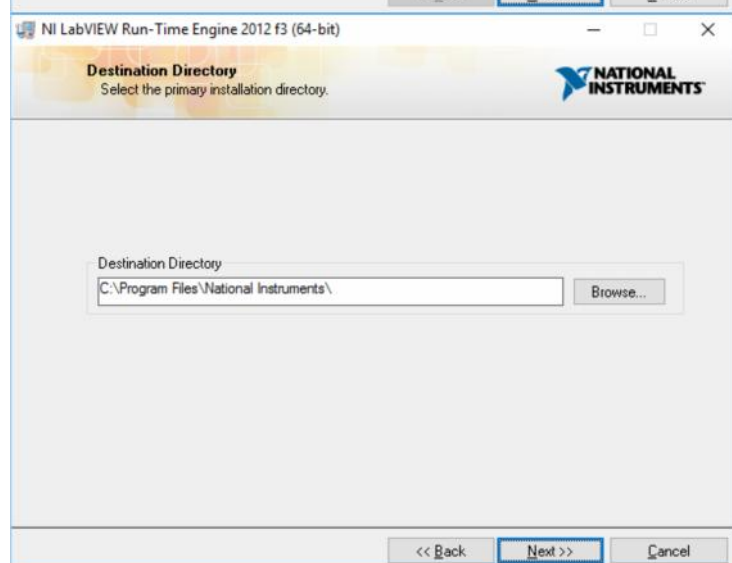 NI LabVIEW Run-Time Engine 2012 f3 (64-bit)
Destination Directory
Select the primary installation directory.
NATIONAL
INSTRUMENTS™
Destination Directory
C:\Program Files\National Instruments\
Browse...
<< Back Next >> Cancel